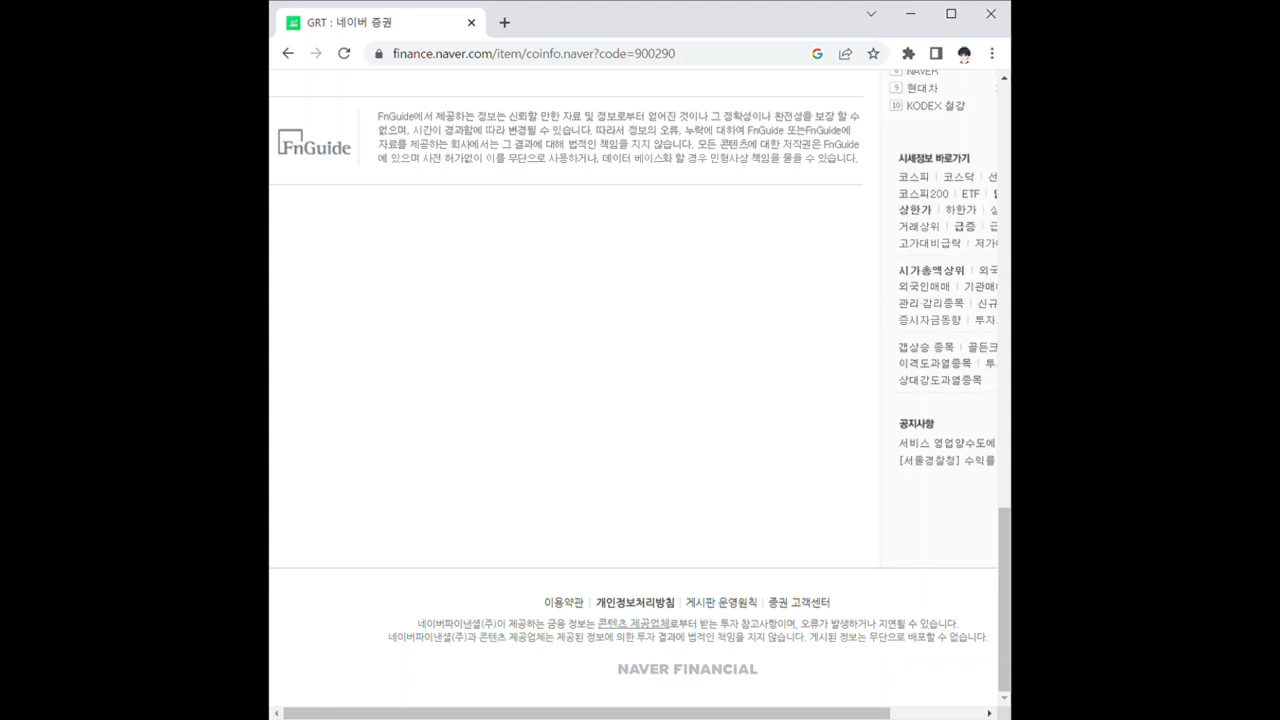 GRT : 네이버 증권
finance.naver.com/item/coinfo.naver?code=900290
8 NAVER
9 현대차
10 KODEX 철강
FnGuide
FnGuide에서 제공하는 정보는 신뢰할 만한 자료 및 정보로부터 얻어진 것이나 그 정확성이나 완전성을 보장 할 수
없으며, 시간이 경과함에 따라 변경될 수 있습니다. 따라서 정보의 오류, 누락에 대하여 FnGuide 또는FnGuide에
자료를 제공하는 회사에서는 그 결과에 대해 법적인 책임을 지지 않습니다. 모든 콘텐츠에 대한 저작권은 FnGuide
에 있으며 사전 허가없이 이를 무단으로 사용하거나, 데이터 베이스화 할 경우 민형사상 책임을 물을 수 있습니다.
시세정보 바로가기
코스피 | 코스닥 | 선
코스피200 | ETF |
상한가 | 하한가 | 상
거래상위 | 급증 | 급
고가대비급락 | 저가
시가총액상위 | 외국
외국인매매 | 기관매
관리·감리종목 | 신규
증시자금동향 | 투자
갭상승 종목 | 골든크
이격도과열종목 | 투
상대강도과열종목
공지사항
서비스 영업양수도에
[서울경찰청] 수익률
이용약관 | 개인정보처리방침 | 게시판 운영원칙 | 증권 고객센터
네이버파이낸셜(주)이 제공하는 금융 정보는 콘텐츠 제공업체로부터 받는 투자 참고사항이며, 오류가 발생하거나 지연될 수 있습니다.
네이버파이낸셜(주)과 콘텐츠 제공업체는 제공된 정보에 의한 투자 결과에 법적인 책임을 지지 않습니다. 게시된 정보는 무단으로 배포할 수 없습니다.
NAVER FINANCIAL